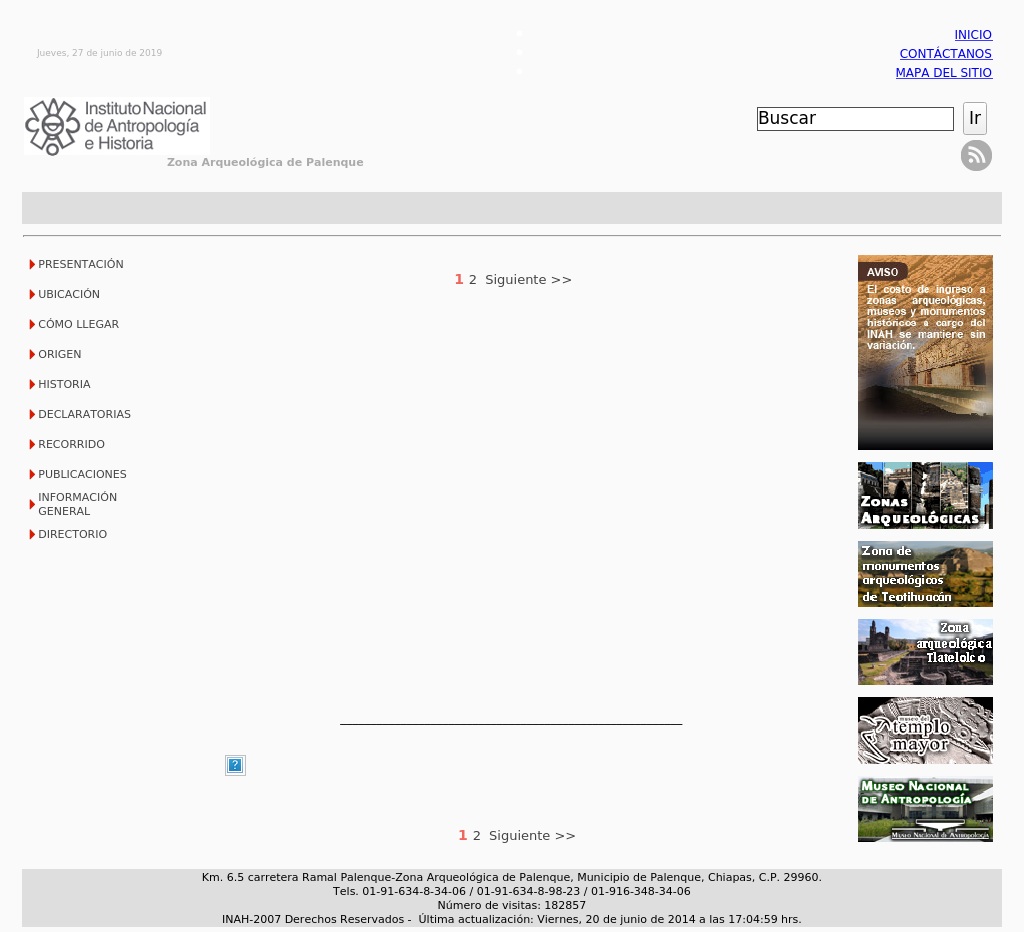 INICIO
Jueves, 27 de junio de 2019
CONTÁCTANOS
MAPA DEL SITIO
Instituto Nacional
de Antropología
e Historia
Buscar
Ir
Zona Arqueológica de Palenque
PRESENTACIÓN
UBICACIÓN
CÓMO LLEGAR
ORIGEN
HISTORIA
DECLARATORIAS
RECORRIDO
PUBLICACIONES
INFORMACIÓN
GENERAL
DIRECTORIO
1 2 Siguiente >>
?
1 2 Siguiente >>
AVISO
El costo de ingreso a
zonas arqueológicas,
museos y monumentos
históricos a cargo del
INAH se mantiene sin
variación.
Zonas
Arqueológicas
Zona de
monumentos
arqueológicos
de Teotihuacán
Zona
arqueológica
Tlatelolco
museo del
templo
mayor
Museo Nacional
de Antropología
Museo Nacional de Antropología
Km. 6.5 carretera Ramal Palenque-Zona Arqueológica de Palenque, Municipio de Palenque, Chiapas, C.P. 29960.
Tels. 01-91-634-8-34-06 / 01-91-634-8-98-23 / 01-916-348-34-06
Número de visitas: 182857
INAH-2007 Derechos Reservados - Última actualización: Viernes, 20 de junio de 2014 a las 17:04:59 hrs.